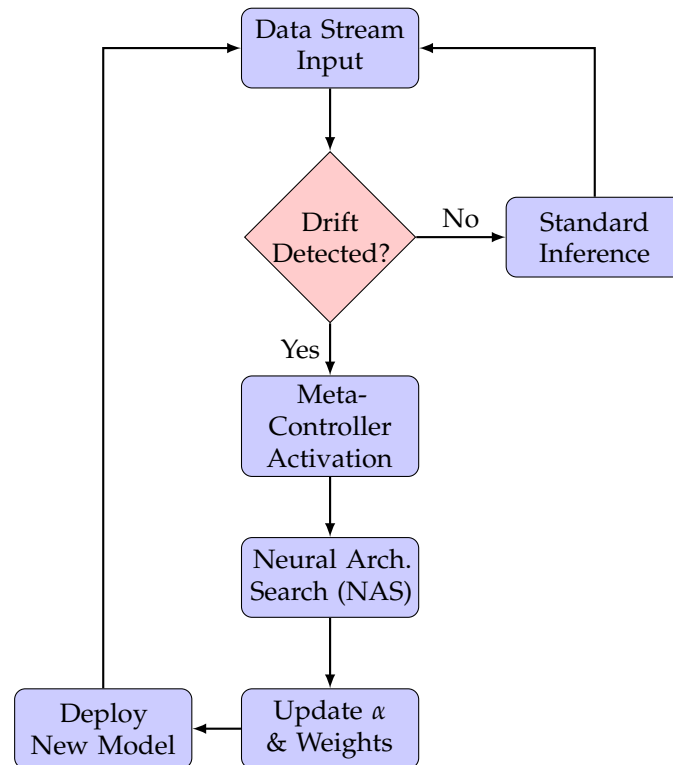 Data Stream
Input
Drift
Detected?
No
Standard
Inference
Yes
Meta-
Controller
Activation
Neural Arch.
Search (NAS)
Deploy
New Model
Update α
& Weights